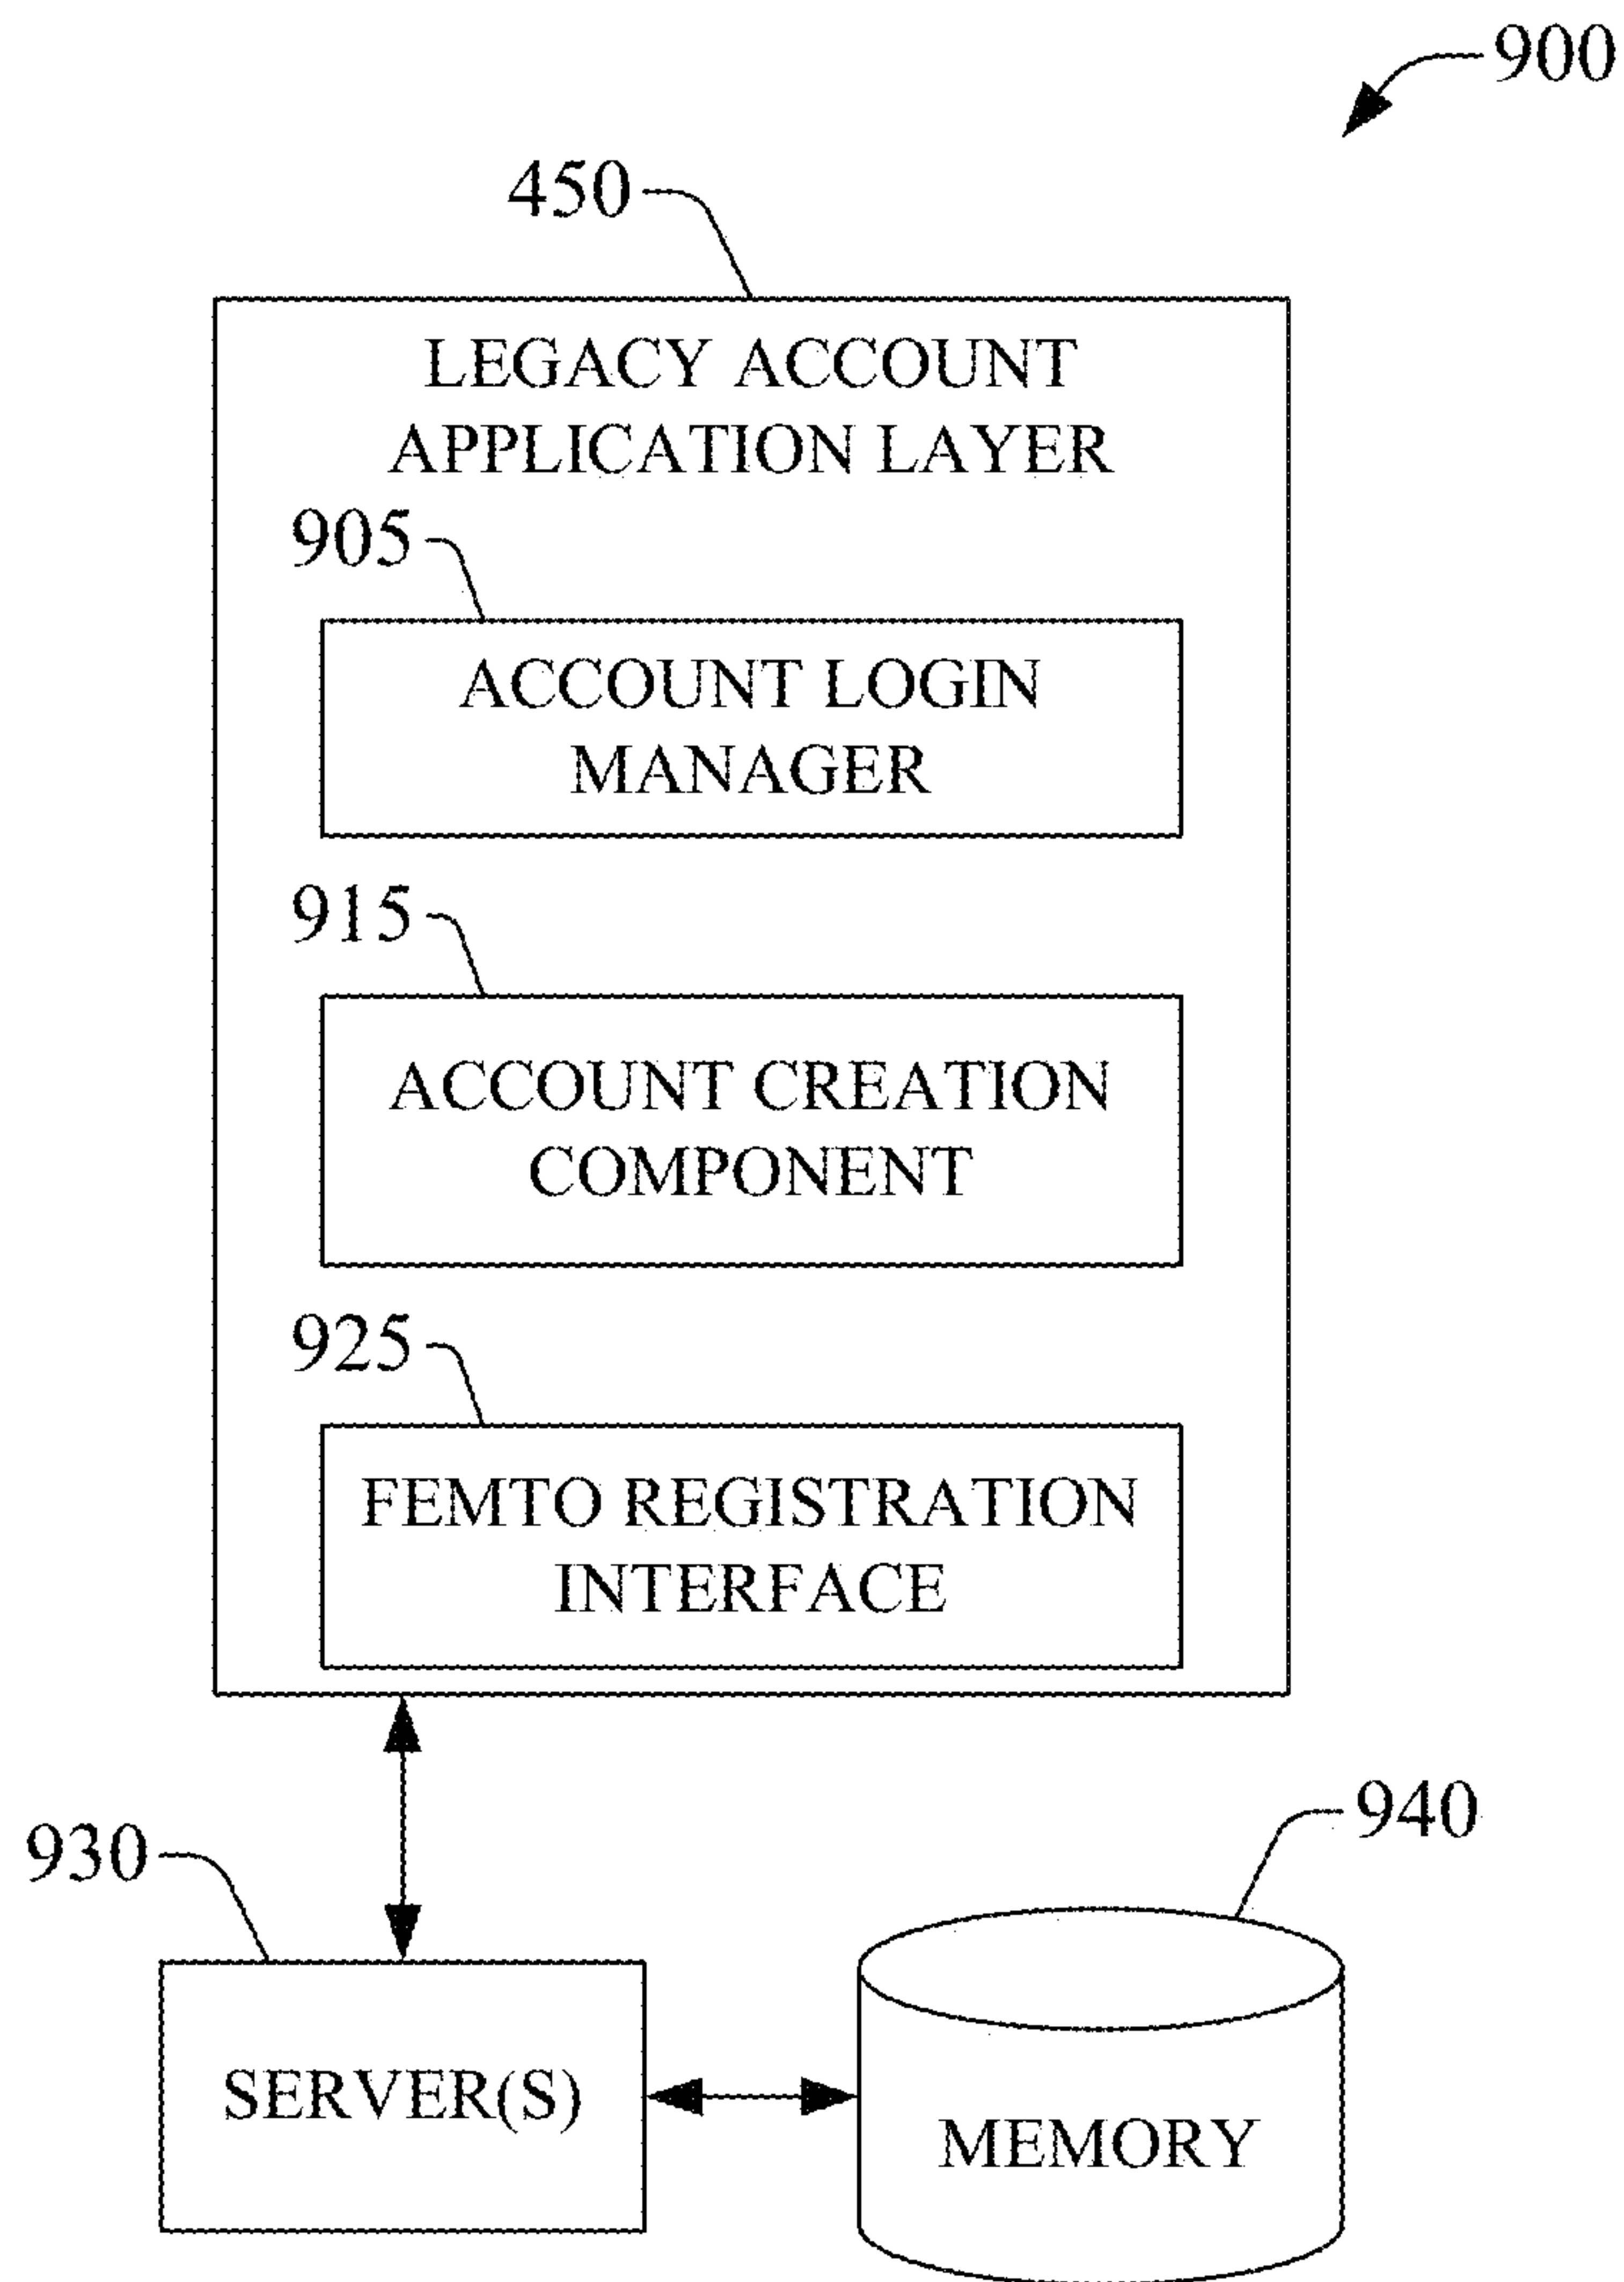 900
450
LEGACY ACCOUNT
APPLICATION LAYER
905
ACCOUNT LOGIN
MANAGER
915
ACCOUNT CREATION
COMPONENT
925
FEMTO REGISTRATION
INTERFACE
940
930
SERVER(S)
MEMORY